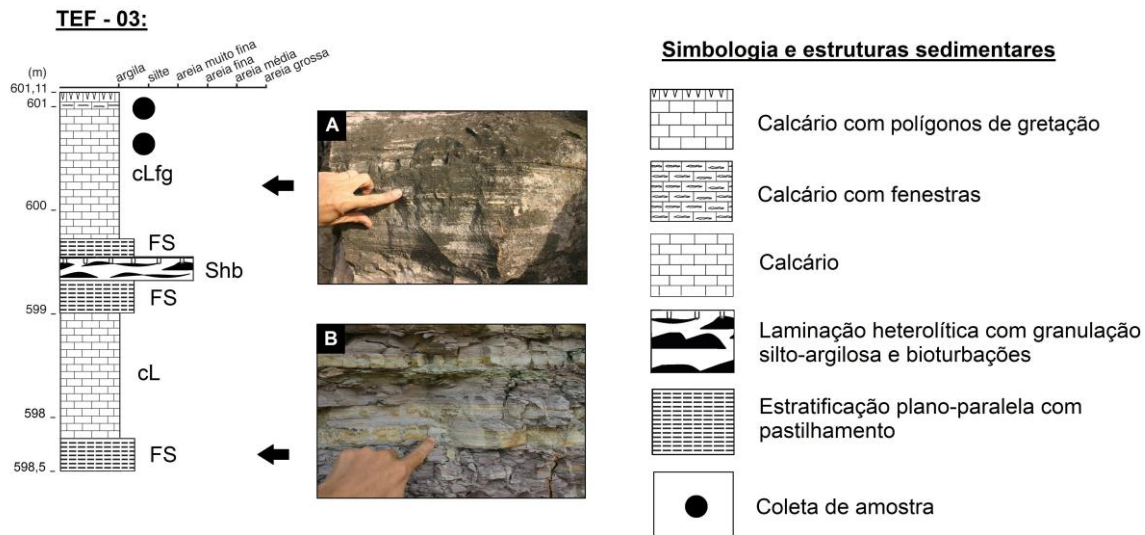 TEF - 03:
(m)
argila
silte
areia muito fina
areia fina
areia média
areia grossa
601,11
601
cLfg
600
FS
Shb
FS
599
cL
598
FS
598,5
A
B
Simbologia e estruturas sedimentares
Calcário com polígonos de gretação
Calcário com fenestras
Calcário
Laminação heterolítica com granulação
silto-argilosa e bioturbações
Estratificação plano-paralela com
pastilhamento
Coleta de amostra